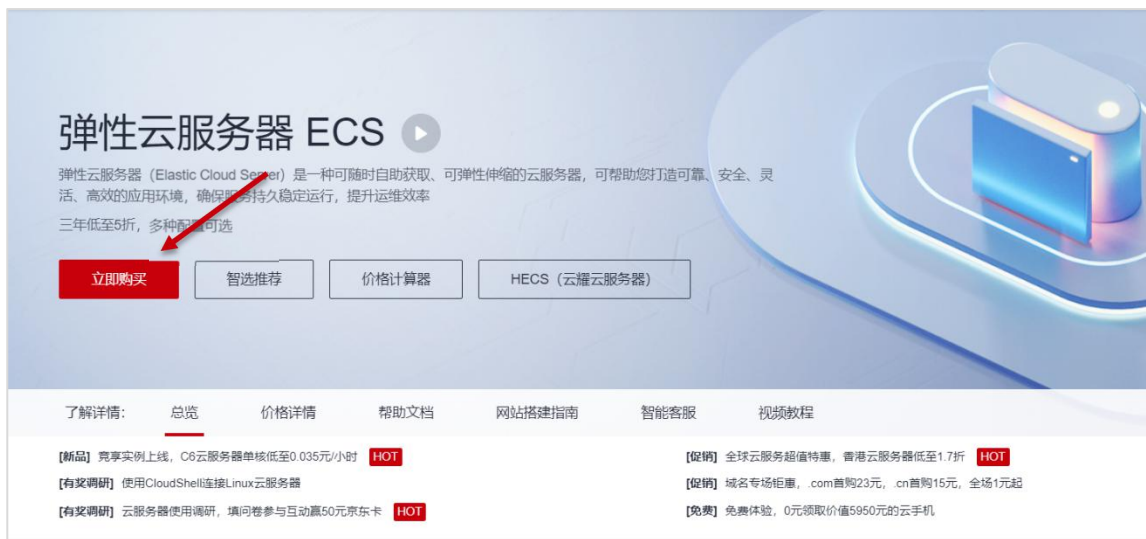 弹性云服务器 ECS
弹性云服务器（Elastic Cloud Server）是一种可随时自助获取、可弹性伸缩的云服务器，可帮助您打造可靠、安全、灵
活、高效的应用环境，确保服务持久稳定运行，提升运维效率
三年低至5折，多种配置可选
立即购买 智选推荐 价格计算器 HECS（云耀云服务器）
了解详情： 总览 价格详情 帮助文档 网站搭建指南 智能客服 视频教程
[新品] 竞享实例上线，C6云服务器单核低至0.035元/小时 HOT
[促销] 全球云服务超值特惠，香港云服务器低至1.7折 HOT
[有奖调研] 使用CloudShell连接Linux云服务器
[促销] 域名专场钜惠，.com首购23元，.cn首购15元，全场1元起
[有奖调研] 云服务器使用调研，填问卷参与互动赢50元京东卡 HOT
[免费] 免费体验，0元领取价值5950元的云手机